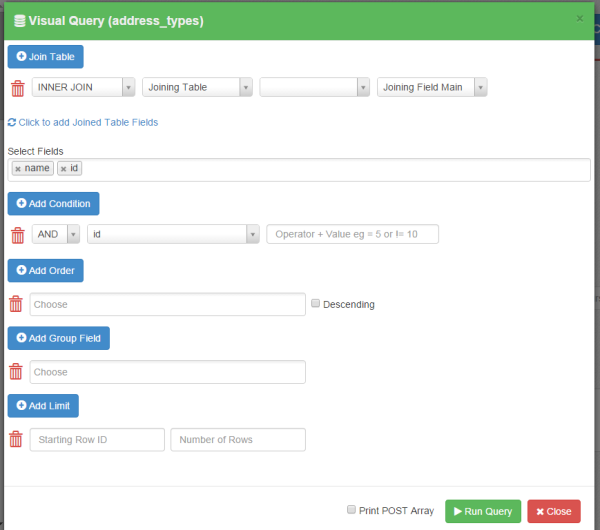 Visual Query (address_types)
×
Join Table
INNER JOIN Joining Table Joining Field Main
Click to add Joined Table Fields
Select Fields
× name × id
Add Condition
AND id Operator + Value eg = 5 or != 10
Add Order
Choose Descending
Add Group Field
Choose
Add Limit
Starting Row ID Number of Rows
Print POST Array Run Query × Close